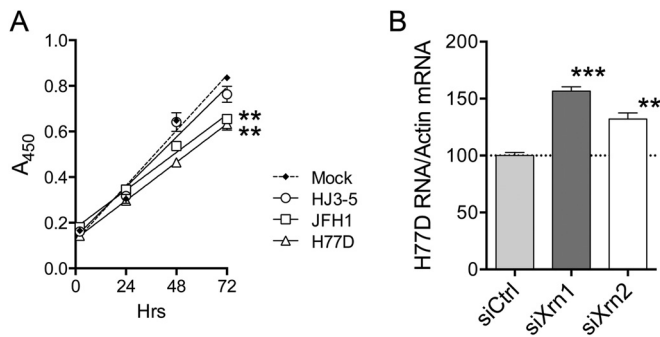 A
A450
1.0
0.8
0.6
0.4
0.2
0.0
0 24 48 72
Hrs
**
**
Mock
HJ3-5
JFH1
H77D
B
H77D RNA/Actin mRNA
200
150
100
50
0
***
**
siCtrl
siXrn1
siXrn2